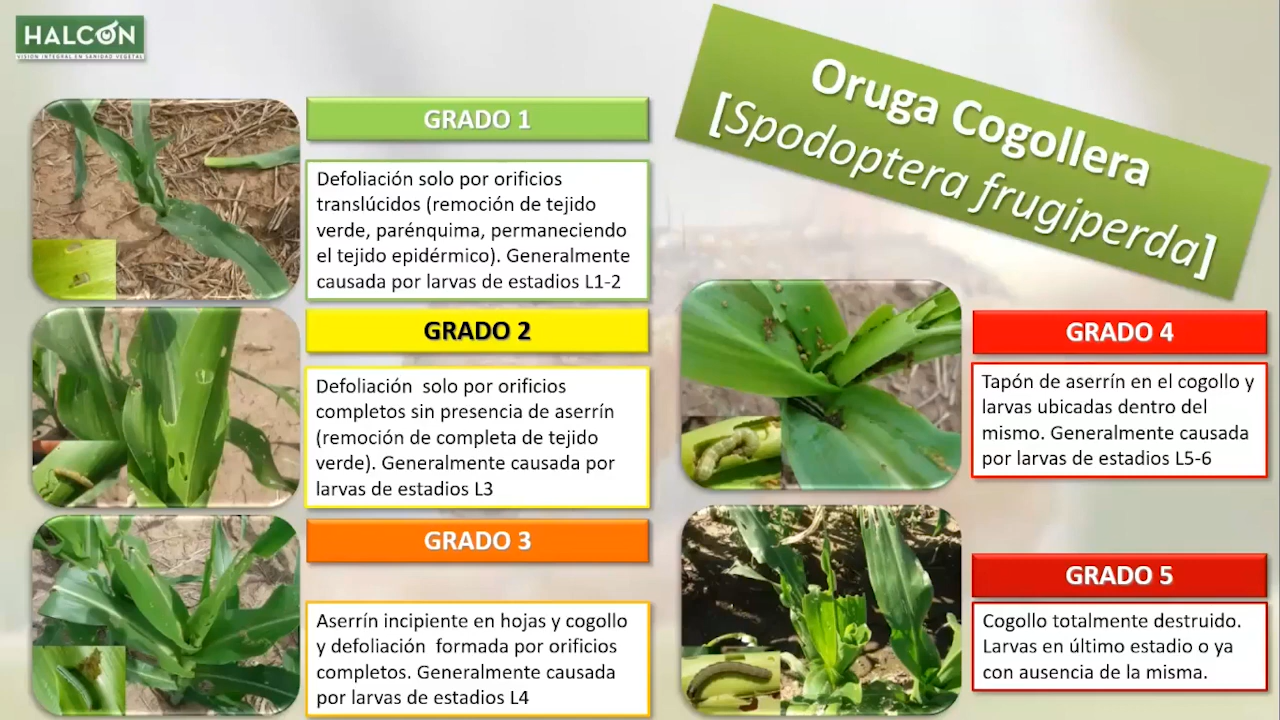 HALCÓN
VISIÓN INTEGRAL EN SANIDAD VEGETAL
Oruga Cogollera
[Spodoptera frugiperda]
GRADO 1
Defoliación solo por orificios
translúcidos (remoción de tejido
verde, parénquima, permaneciendo
el tejido epidérmico). Generalmente
causada por larvas de estadios L1-2
GRADO 2
Defoliación solo por orificios
completos sin presencia de aserrín
(remoción de completa de tejido
verde). Generalmente causada por
larvas de estadios L3
GRADO 3
Aserrín incipiente en hojas y cogollo
y defoliación formada por orificios
completos. Generalmente causada
por larvas de estadios L4
GRADO 4
Tapón de aserrín en el cogollo y
larvas ubicadas dentro del
mismo. Generalmente causada
por larvas de estadios L5-6
GRADO 5
Cogollo totalmente destruido.
Larvas en último estadio o ya
con ausencia de la misma.